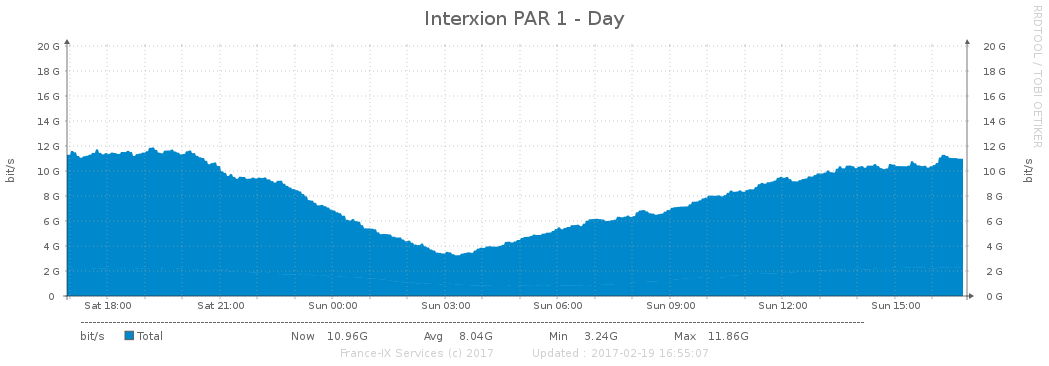 Interxion PAR 1 - Day
RRDTOOL / TOBI OETIKER
bit/s
20 G 20 G
18 G 18 G
16 G 16 G
14 G 14 G
12 G 12 G
10 G 10 G
8 G 8 G
6 G 6 G
4 G 4 G
2 G 2 G
0 0 G
bit/s
Sat 18:00 Sat 21:00 Sun 00:00 Sun 03:00 Sun 06:00 Sun 09:00 Sun 12:00 Sun 15:00
bit/s Total Now 10.96G Avg 8.04G Min 3.24G Max 11.86G
France-IX Services (c) 2017 Updated : 2017-02-19 16:55:07